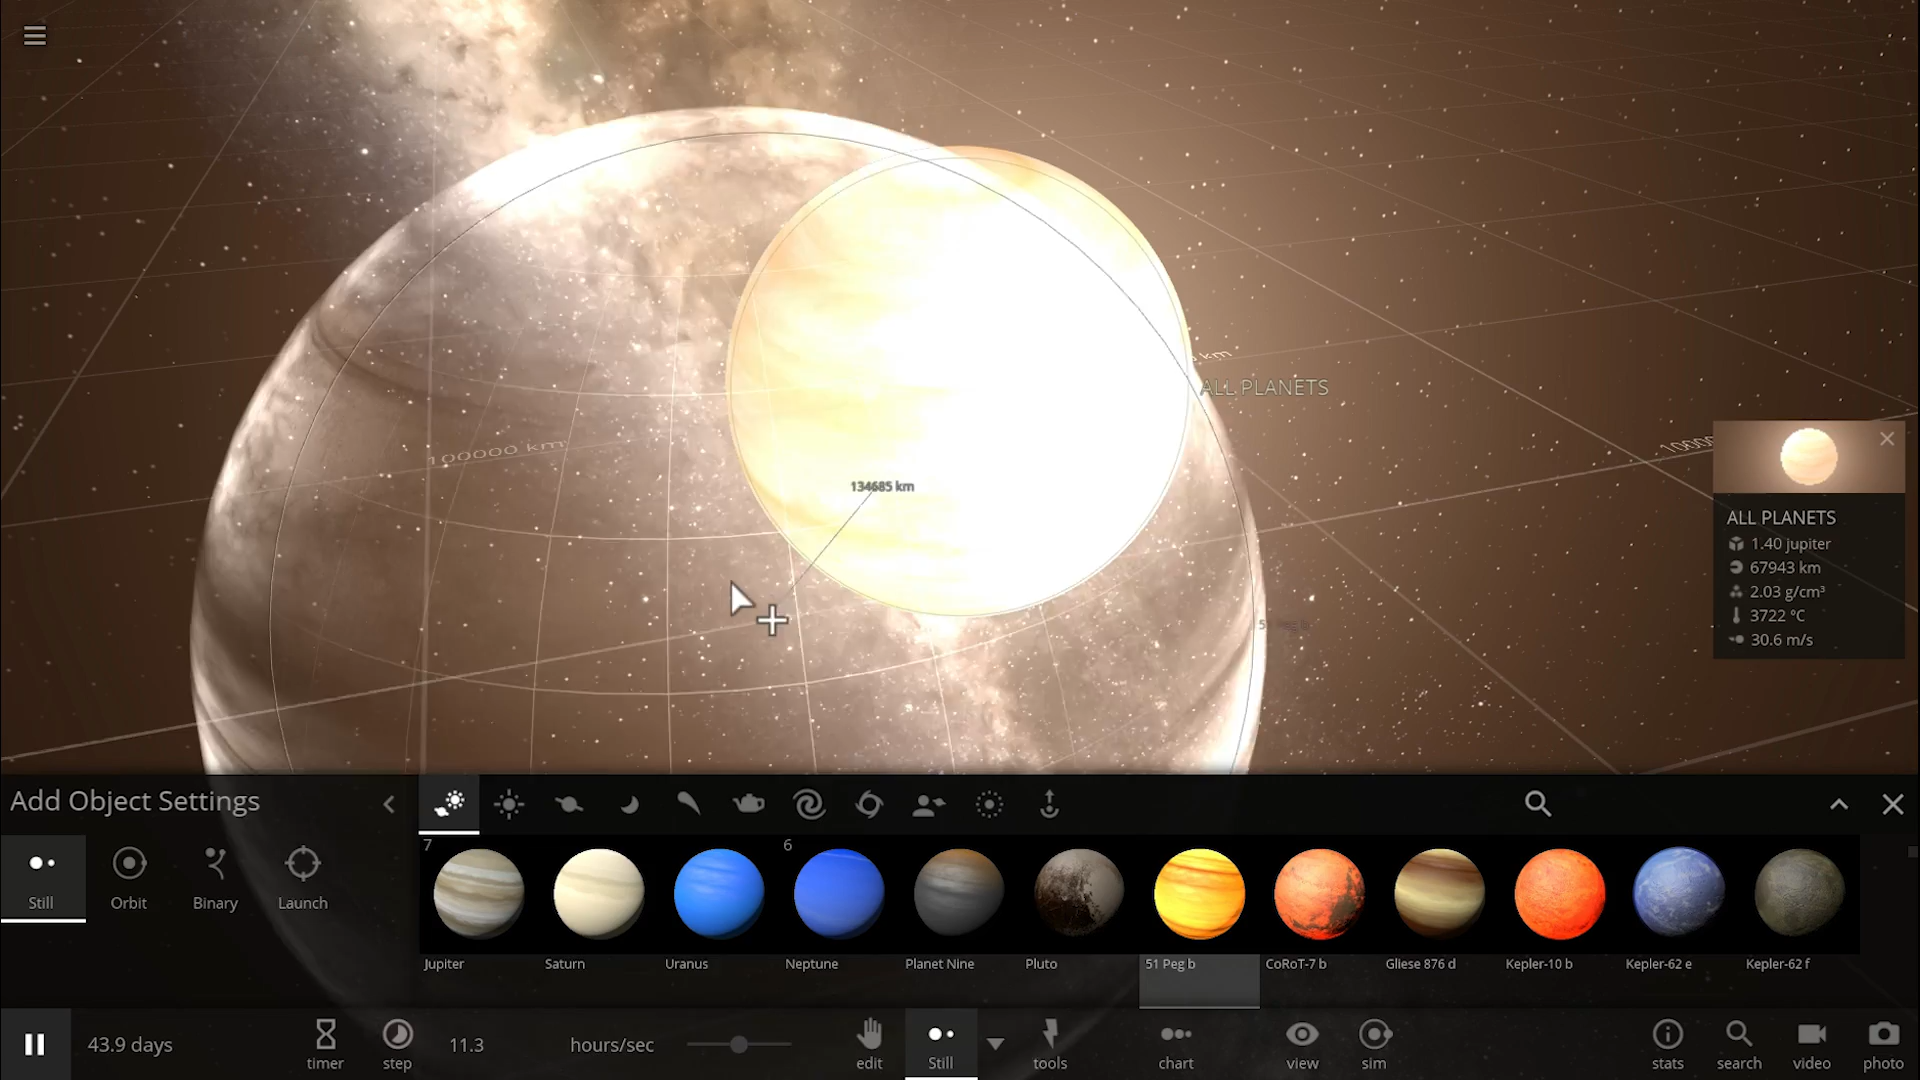 km
ALL PLANETS
100000 km
134685 km
ALL PLANETS
1.40 jupiter
67943 km
2.03 g/cm³
3722 °C
30.6 m/s
Add Object Settings
Still
Orbit
Binary
Launch
7
6
Jupiter
Saturn
Uranus
Neptune
Planet Nine
Pluto
51 Peg b
CoRoT-7 b
Gliese 876 d
Kepler-10 b
Kepler-62 e
Kepler-62 f
43.9 days
timer
step
11.3
hours/sec
edit
Still
tools
chart
view
sim
stats
search
video
photo